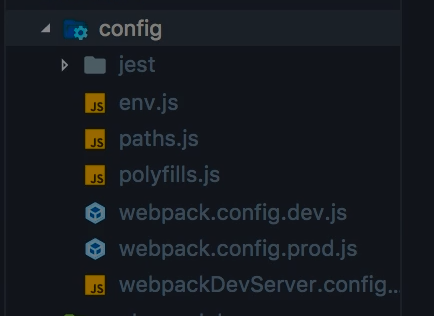 config
jest
JS env.js
JS paths.js
JS polyfills.js
webpack.config.dev.js
webpack.config.prod.js
JS webpackDevServer.config...